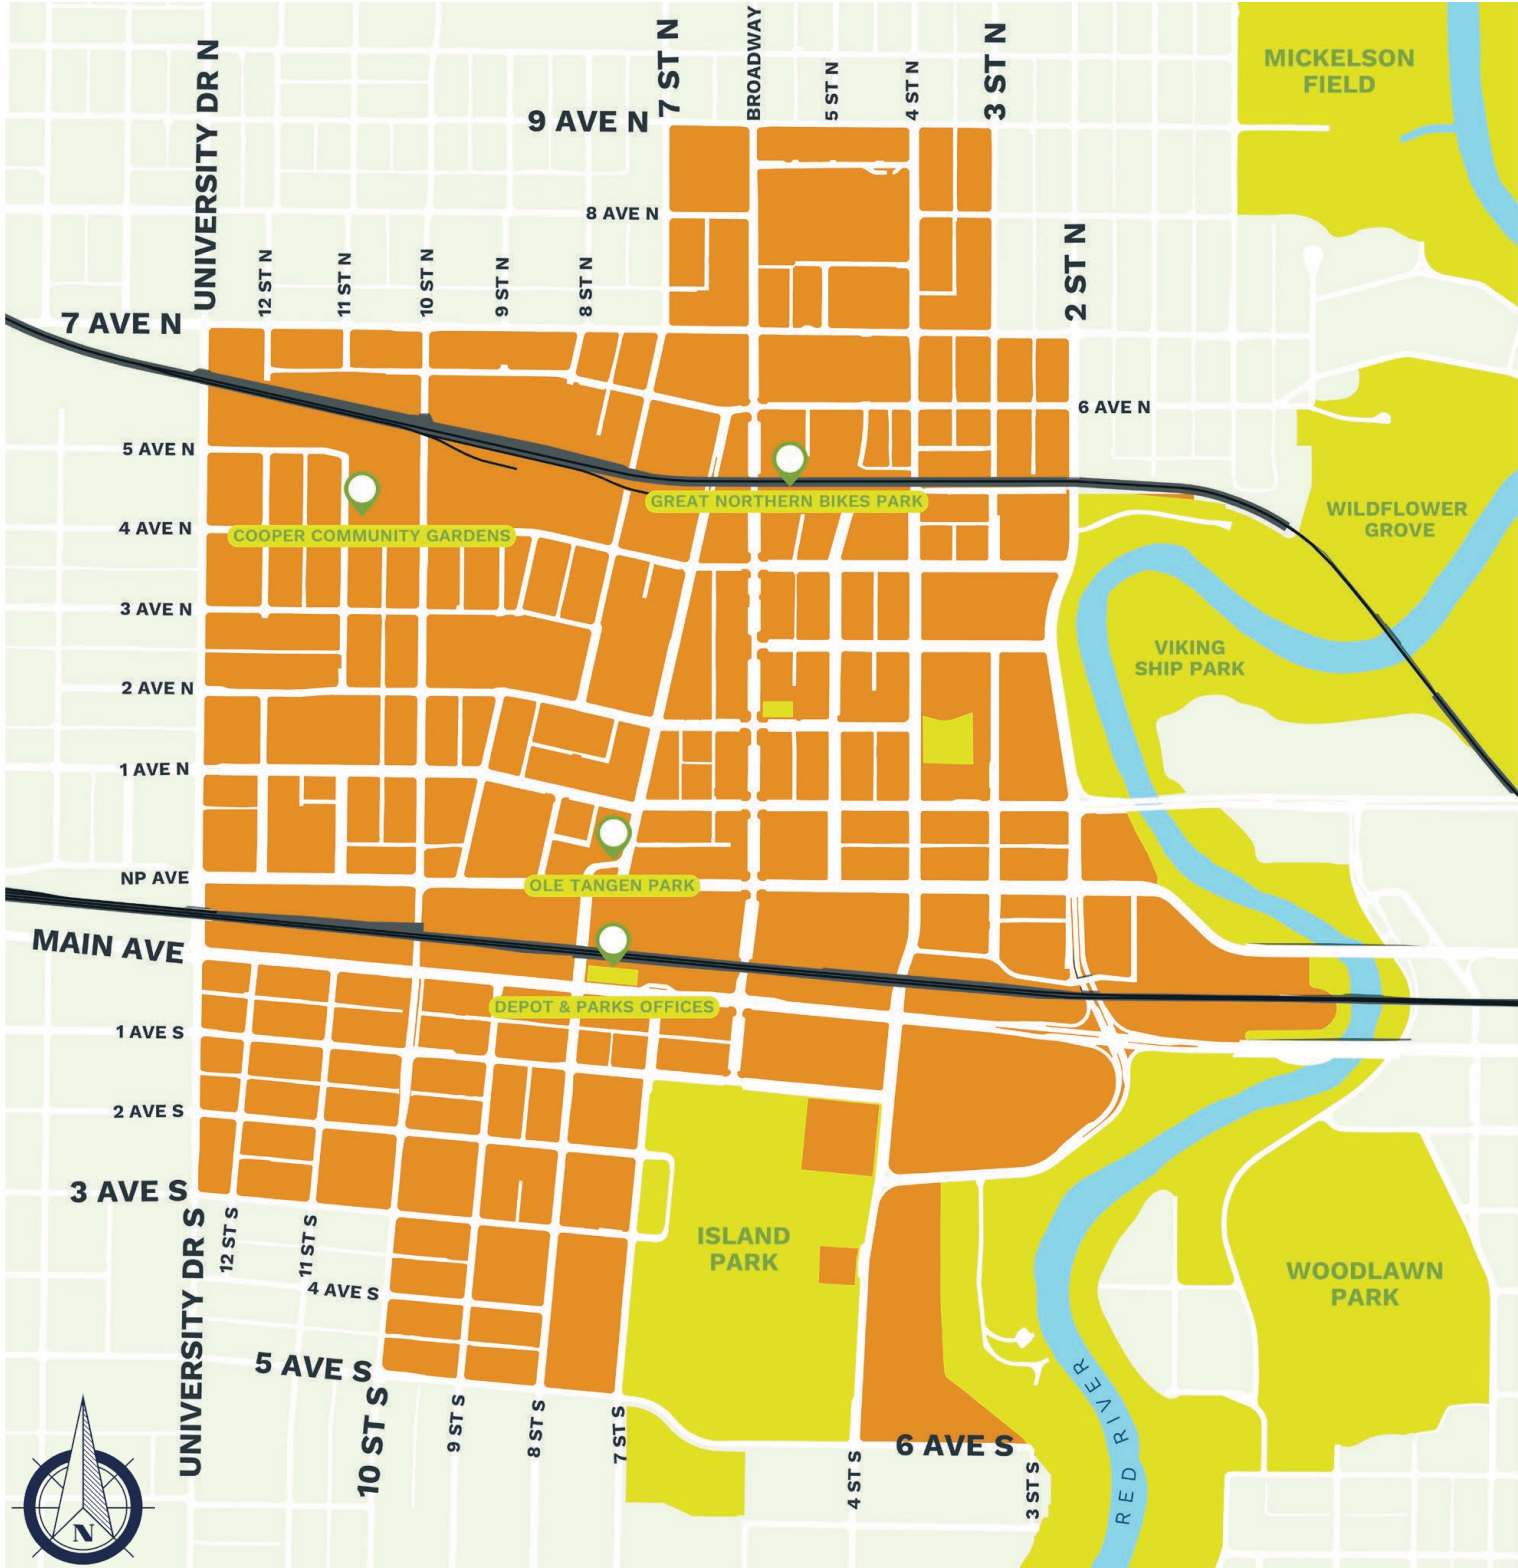 MICKELSON
FIELD
UNIVERSITY DR N
7 ST N
BROADWAY
5 ST N
4 ST N
3 ST N
9 AVE N
8 AVE N
2 ST N
12 ST N
11 ST N
10 ST N
9 ST N
8 ST N
7 AVE N
6 AVE N
5 AVE N
GREAT NORTHERN BIKES PARK
WILDFLOWER
GROVE
4 AVE N
COOPER COMMUNITY GARDENS
3 AVE N
VIKING
SHIP PARK
2 AVE N
1 AVE N
NP AVE
OLE TANGEN PARK
MAIN AVE
DEPOT & PARKS OFFICES
1 AVE S
2 AVE S
3 AVE S
UNIVERSITY DR S
12 ST S
11 ST S
4 AVE S
ISLAND
PARK
WOODLAWN
PARK
5 AVE S
10 ST S
9 ST S
8 ST S
7 ST S
4 ST S
6 AVE S
3 ST S
RED RIVER
N